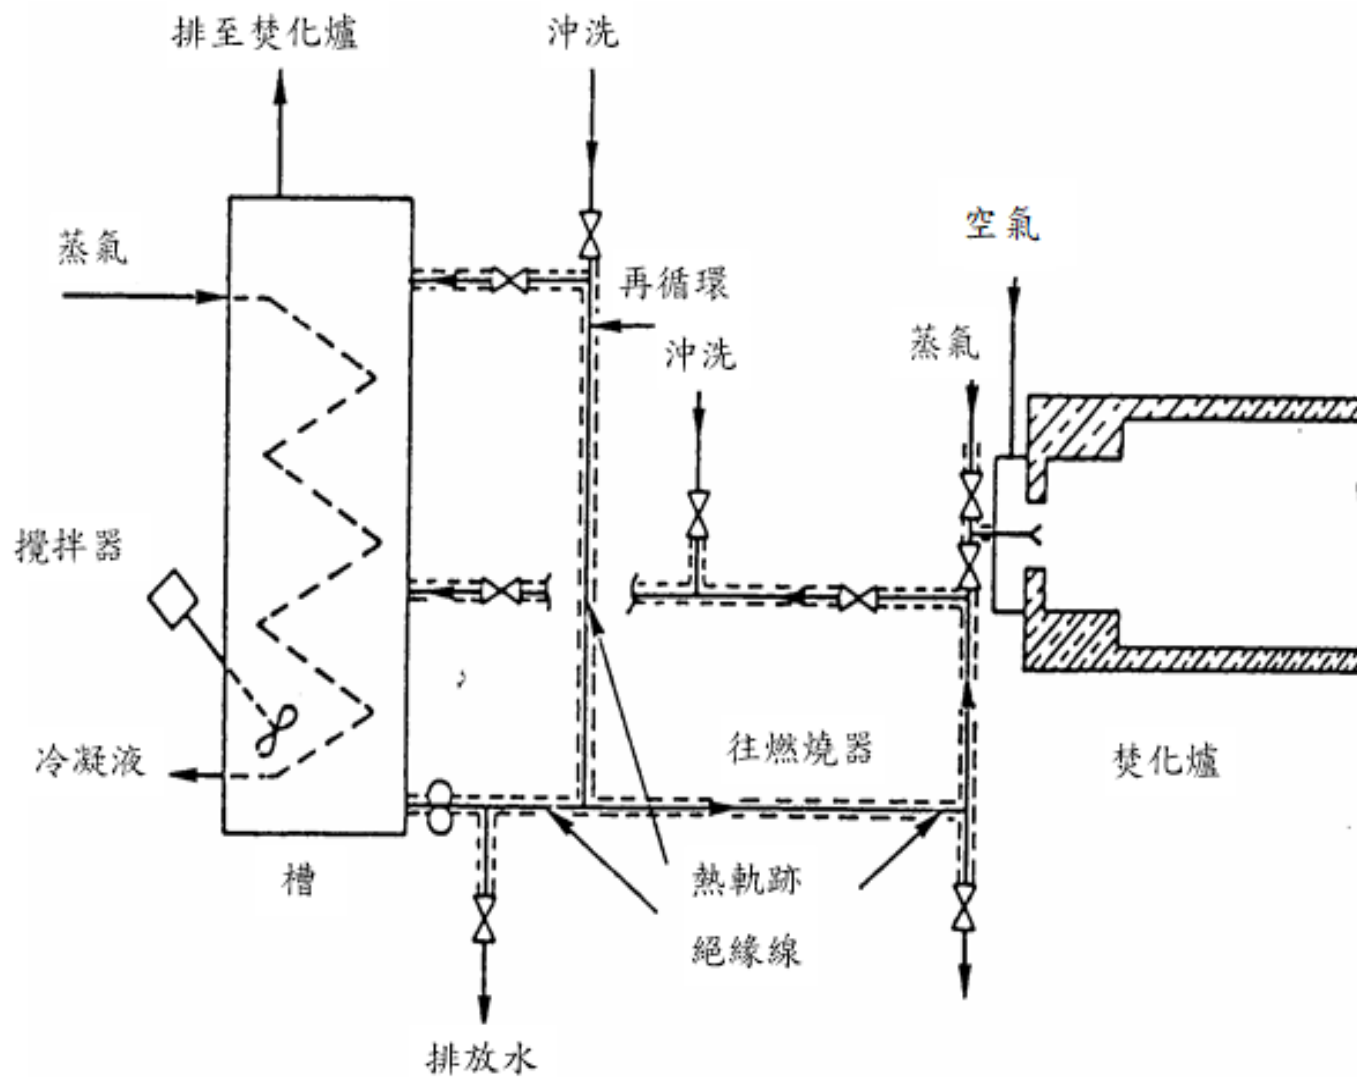 排至焚化爐
沖洗
空氣
蒸氣
再循環
沖洗
蒸氣
攪拌器
冷凝液
往燃燒器
焚化爐
槽
熱軌跡
絕緣線
排放水